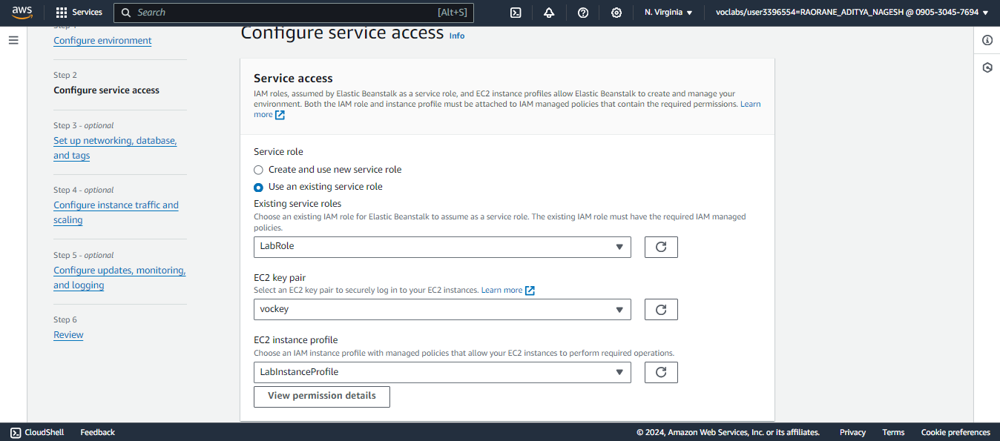 aws
Services
Search
[Alt+S]
N. Virginia
voclabs/user3396554=RAORANE_ADITYA_NAGESH @ 0905-3045-7694
Step 1
Configure environment
Step 2
Configure service access
Step 3 - optional
Set up networking, database,
and tags
Step 4 - optional
Configure instance traffic and
scaling
Step 5 - optional
Configure updates, monitoring,
and logging
Step 6
Review
Configure service access Info
Service access
IAM roles, assumed by Elastic Beanstalk as a service role, and EC2 instance profiles allow Elastic Beanstalk to create and manage your
environment. Both the IAM role and instance profile must be attached to IAM managed policies that contain the required permissions. Learn
more
Service role
Create and use new service role
Use an existing service role
Existing service roles
Choose an existing IAM role for Elastic Beanstalk to assume as a service role. The existing IAM role must have the required IAM managed
policies.
LabRole
EC2 key pair
Select an EC2 key pair to securely log in to your EC2 instances. Learn more
vockey
EC2 instance profile
Choose an IAM instance profile with managed policies that allow your EC2 instances to perform required operations.
LabInstanceProfile
View permission details
CloudShell
Feedback
© 2024, Amazon Web Services, Inc. or its affiliates.
Privacy
Terms
Cookie preferences